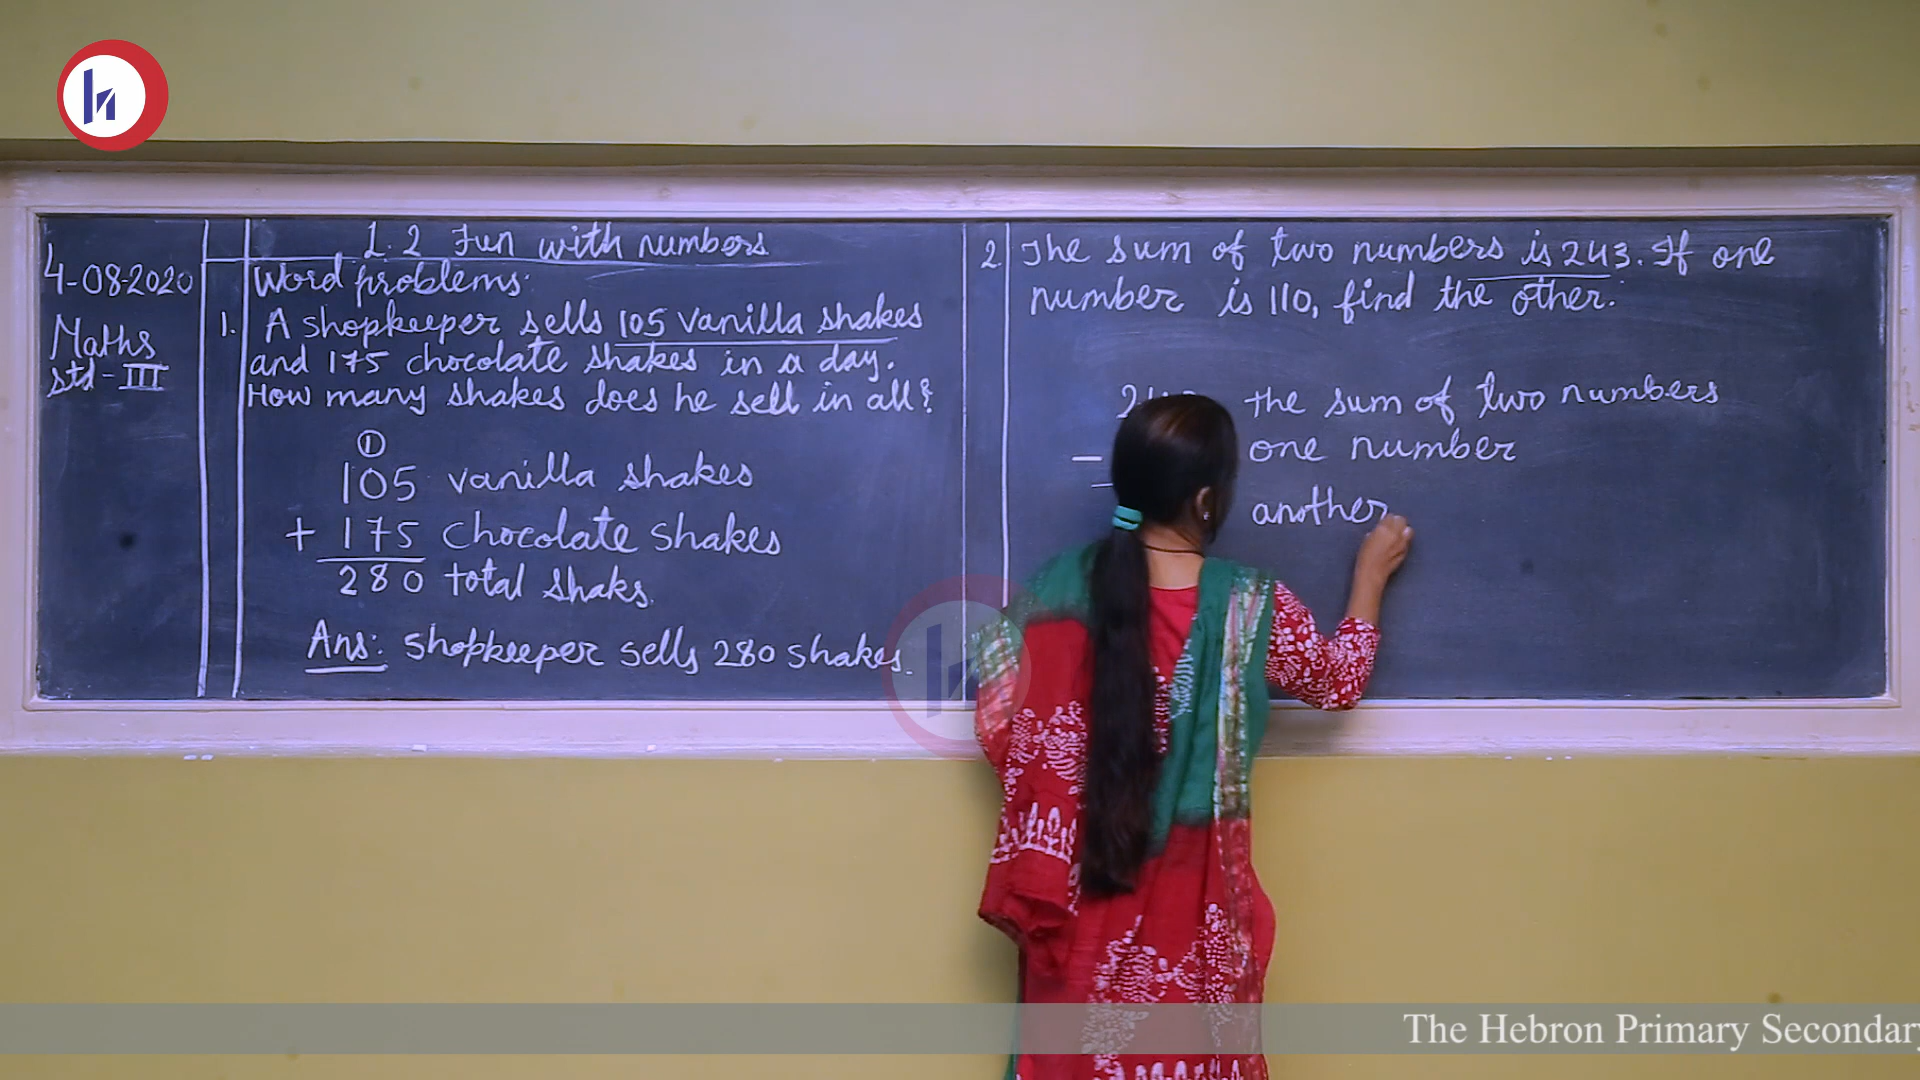 4-08-2020
Maths
std-III
L. 2 Fun with numbers
Word problems.
1. A shopkeeper sells 105 vanilla shakes
and 175 chocolate shakes in a day.
How many shakes does he sell in all?
1
105 vanilla shakes
+ 175 chocolate shakes
280 total shaks.
Ans: Shopkeeper sells 280 shakes.
2. The sum of two numbers is 243. If one
number is 110, find the other.
the sum of two numbers
- one number
another
The Hebron Primary Secondary